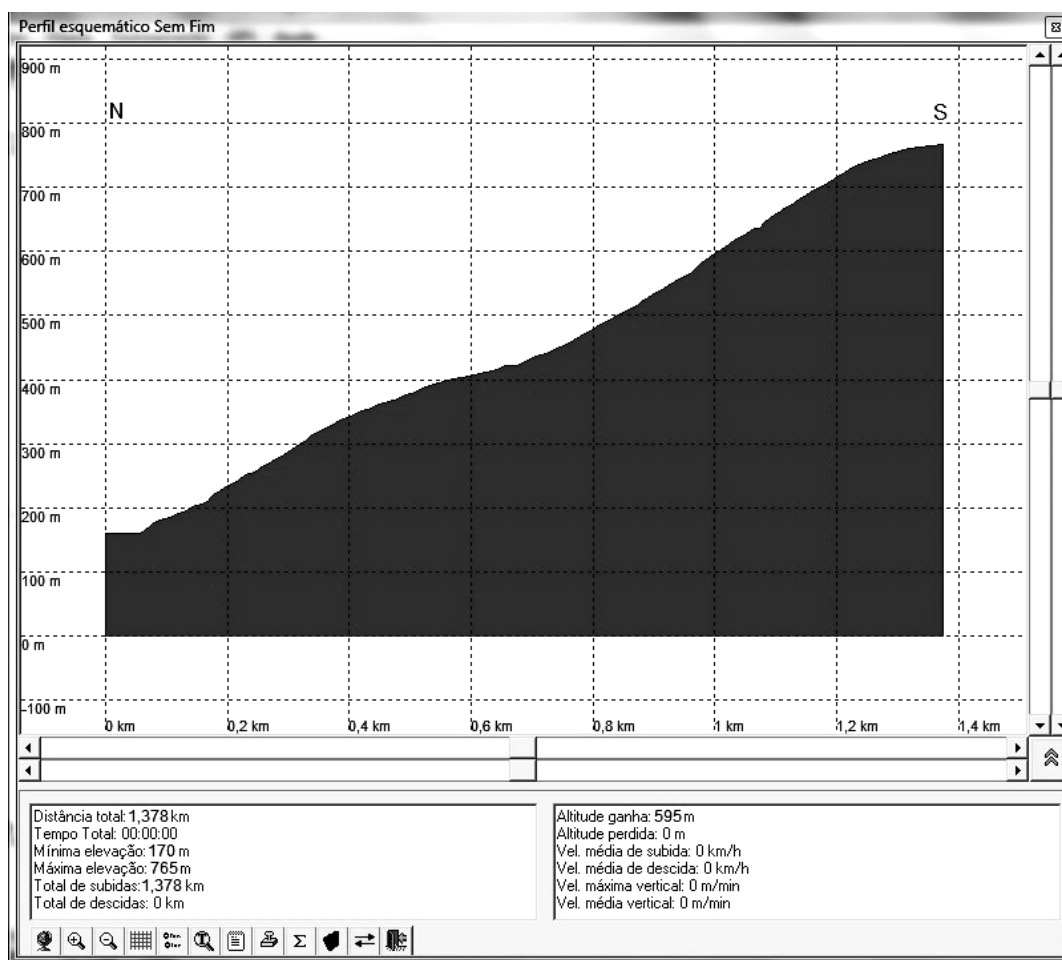 Perfil esquemático Sem Fim
900 m
N
S
800 m
700 m
600 m
500 m
400 m
300 m
200 m
100 m
0 m
-100 m
0 km 0,2 km 0,4 km 0,6 km 0,8 km 1 km 1,2 km 1,4 km
Distância total: 1,378 km
Tempo Total: 00:00:00
Mínima elevação: 170 m
Máxima elevação: 765 m
Total de subidas: 1,378 km
Total de descidas: 0 km
Altitude ganha: 595 m
Altitude perdida: 0 m
Vel. média de subida: 0 km/h
Vel. média de descida: 0 km/h
Vel. máxima vertical: 0 m/min
Vel. média vertical: 0 m/min
Σ